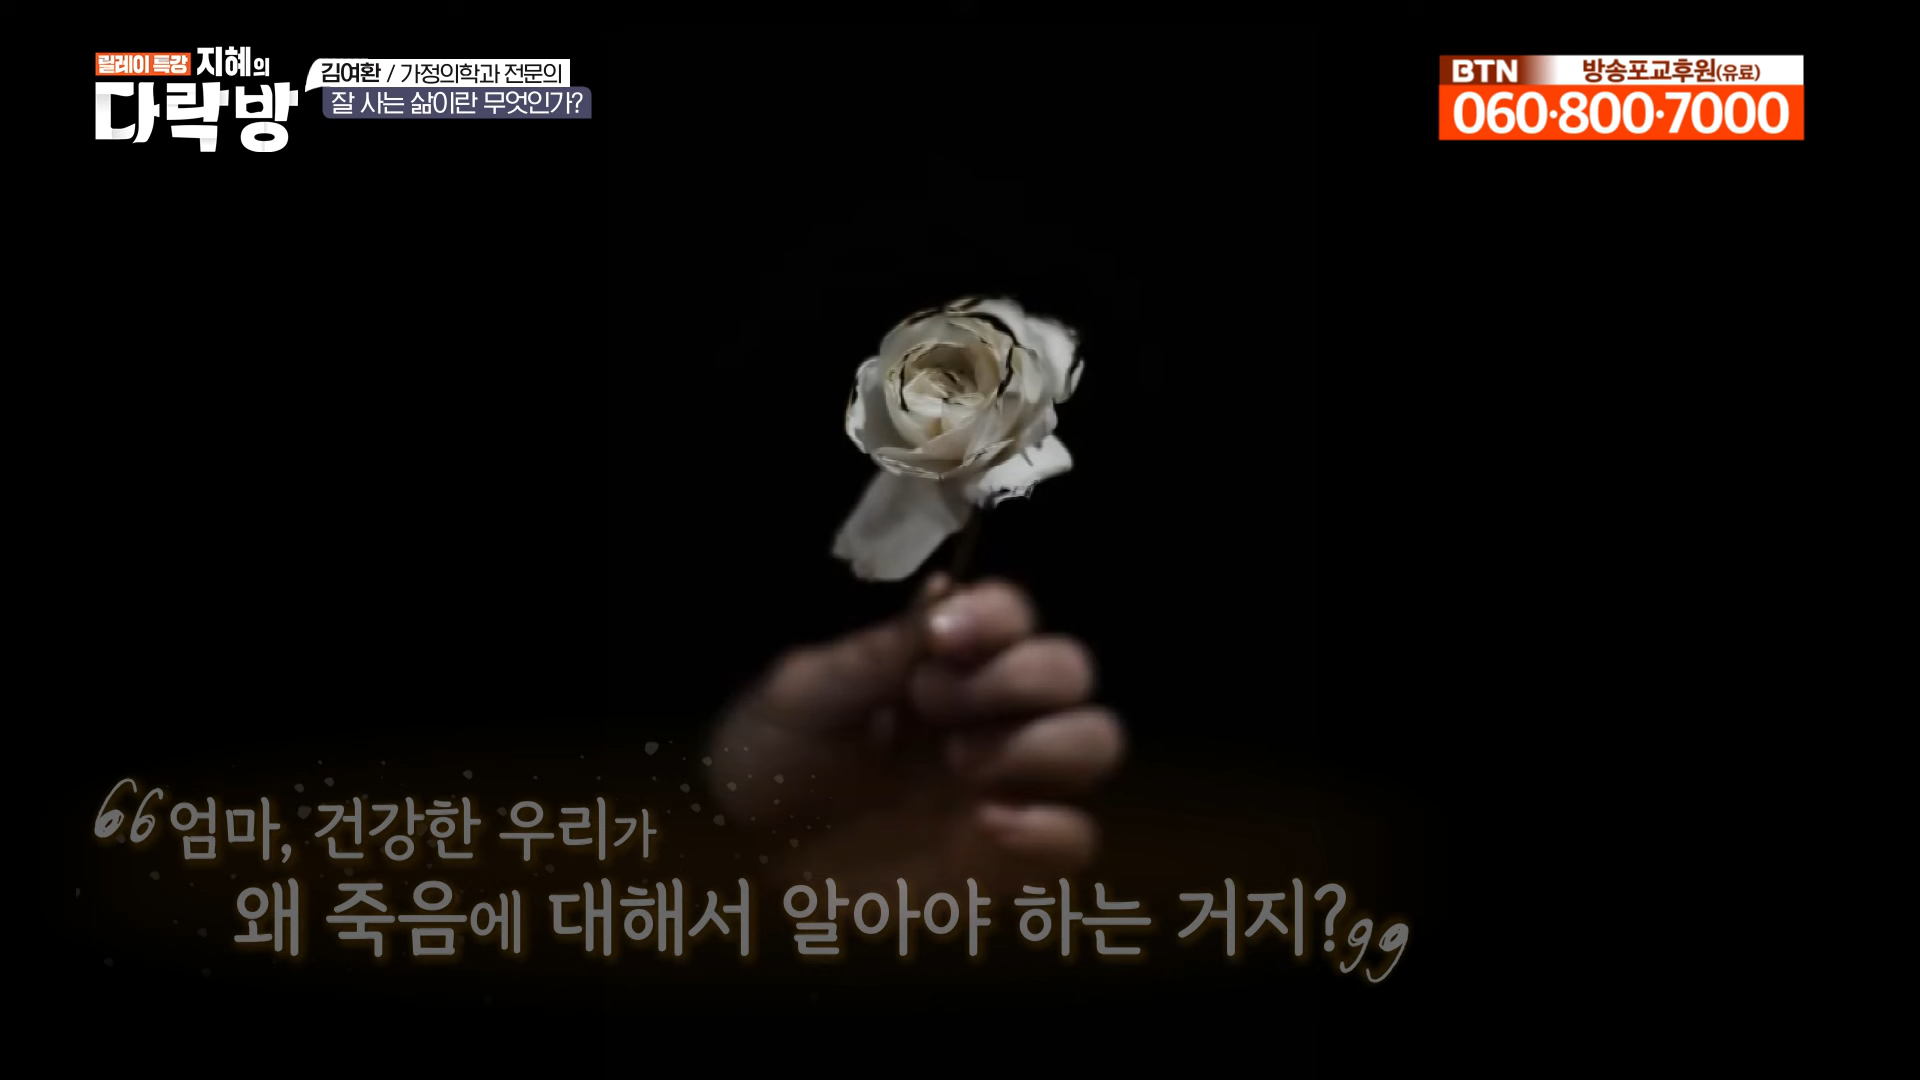 릴레이 특강 지혜의
다락방
김여환 / 가정의학과 전문의
잘 사는 삶이란 무엇인가?
BTN 방송포교후원(유료)
060·800·7000
“엄마, 건강한 우리가
왜 죽음에 대해서 알아야 하는 거지?”